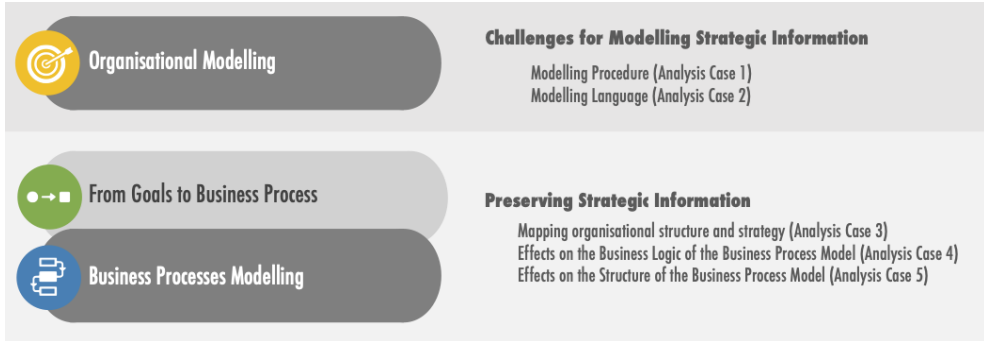 Organisational Modelling
Challenges for Modelling Strategic Information
Modelling Procedure (Analysis Case 1)
Modelling Language (Analysis Case 2)
From Goals to Business Process
Business Processes Modelling
Preserving Strategic Information
Mapping organisational structure and strategy (Analysis Case 3)
Effects on the Business Logic of the Business Process Model (Analysis Case 4)
Effects on the Structure of the Business Process Model (Analysis Case 5)